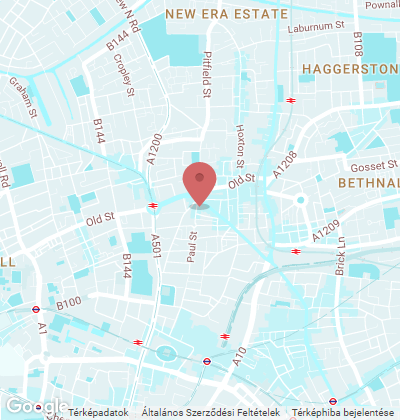 Pownall
NEW ERA ESTATE
Laburnum St
B144
w N Rd
Pitfield St
B108
Cropley St
HAGGERSTON
Graham St
B144
A1200
Hoxton St
A1208
Gosset St
Old St
BETHNAL
ll Rd
Old St
A501
Paul St
A1209
B144
Brick Ln
LL
B100
A1
A10
Google
Térképadatok
Általános Szerződési Feltételek
Térképhiba bejelentése